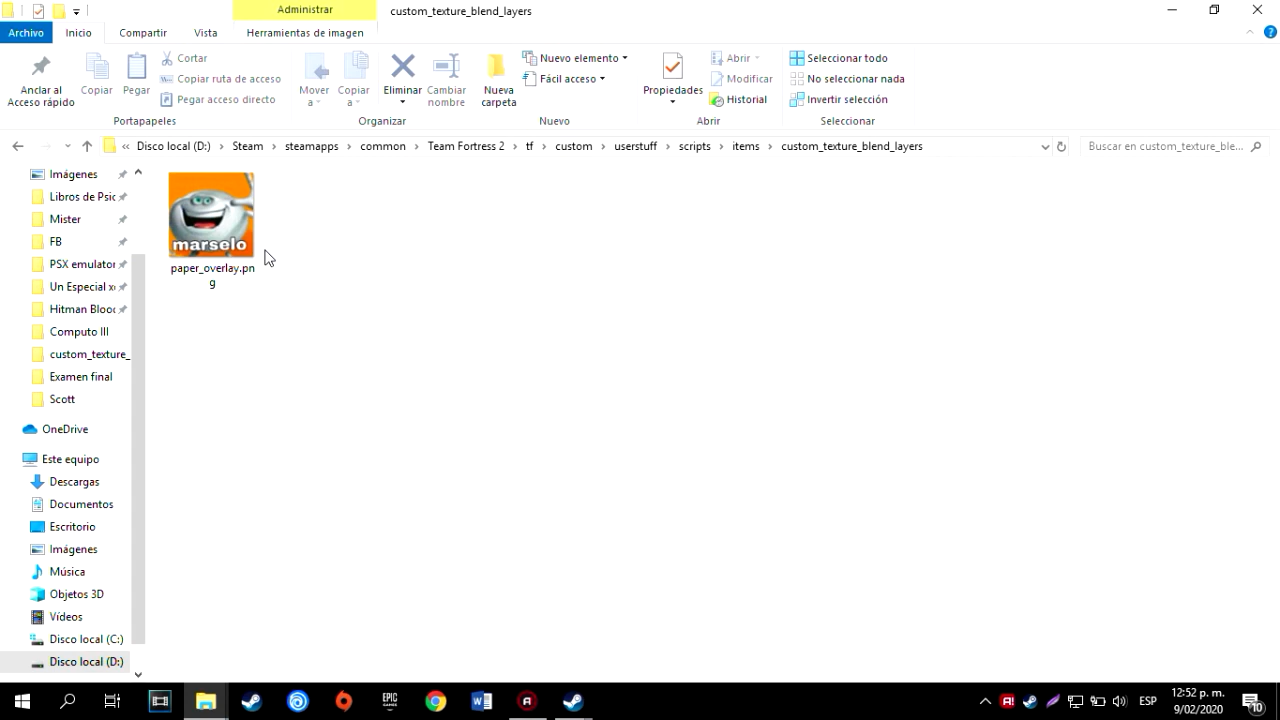 Administrar
custom_texture_blend_layers
Archivo
Inicio
Compartir
Vista
Herramientas de imagen
Anclar al
Acceso rápido
Copiar
Pegar
Cortar
Copiar ruta de acceso
Pegar acceso directo
Portapapeles
Mover
a
Copiar
a
Eliminar
Cambiar
nombre
Organizar
Nueva
carpeta
Nuevo elemento
Fácil acceso
Nuevo
Propiedades
Abrir
Modificar
Historial
Abrir
Seleccionar todo
No seleccionar nada
Invertir selección
Seleccionar
« Disco local (D:) > Steam > steamapps > common > Team Fortress 2 > tf > custom > userstuff > scripts > items > custom_texture_blend_layers
Buscar en custom_texture_ble...
Imágenes
Libros de Psic
Mister
FB
PSX emulator
Un Especial
Hitman Blood
Computo III
custom_texture_
Examen final
Scott
OneDrive
Este equipo
Descargas
Documentos
Escritorio
Imágenes
Música
Objetos 3D
Vídeos
Disco local (C:)
Disco local (D:)
marselo
paper_overlay.pn
g
EPIC
GAMES
ESP
12:52 p. m.
9/02/2020
10